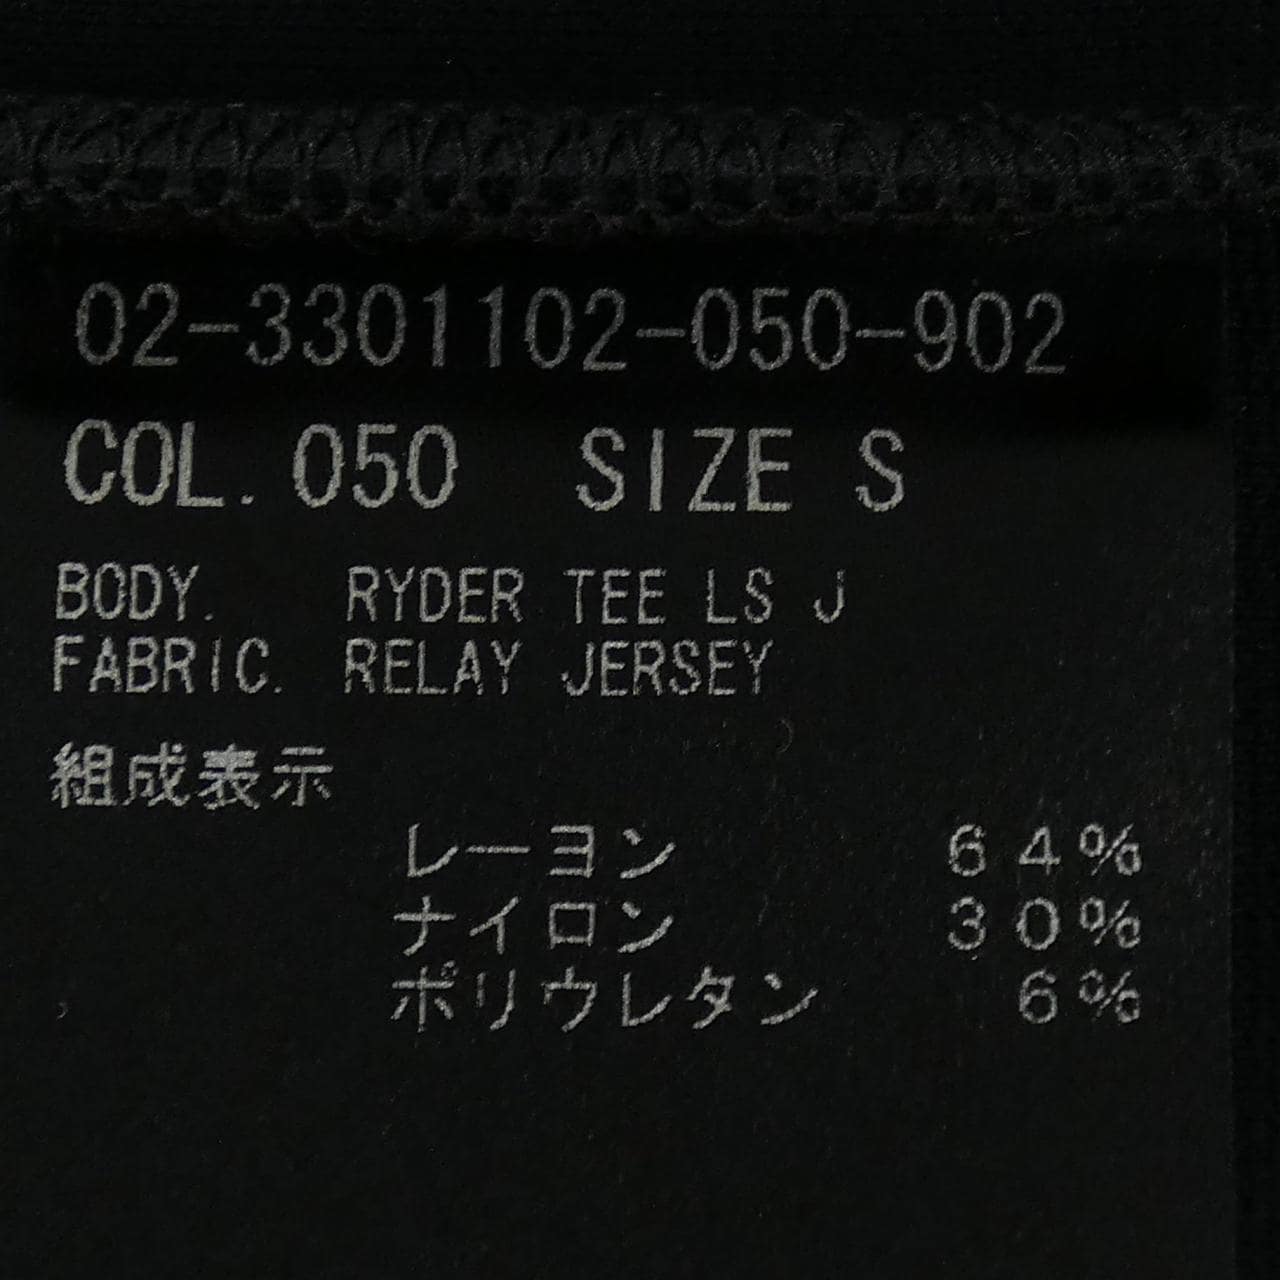 02-3301102-050-902
COL. 050 SIZE S
BODY. RYDER TEE LS J
FABRIC. RELAY JERSEY
組成表示
レーヨン 64%
ナイロン 30%
ポリウレタン 6%